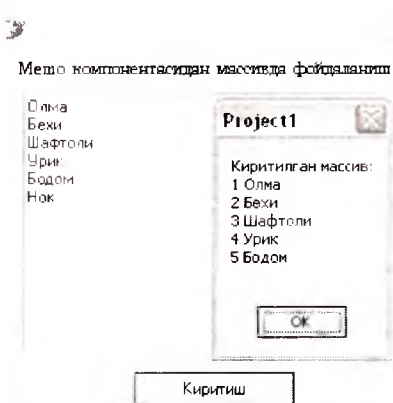 Мемо компонентасидан массивда фойдаланиш
Олма
Бехи
Шафтоли
Урик
Бодом
Нок
Project1
Киритилган массив:
1 Олма
2 Бехи
3 Шафтоли
4 Урик
5 Бодом
OK
Киритиш